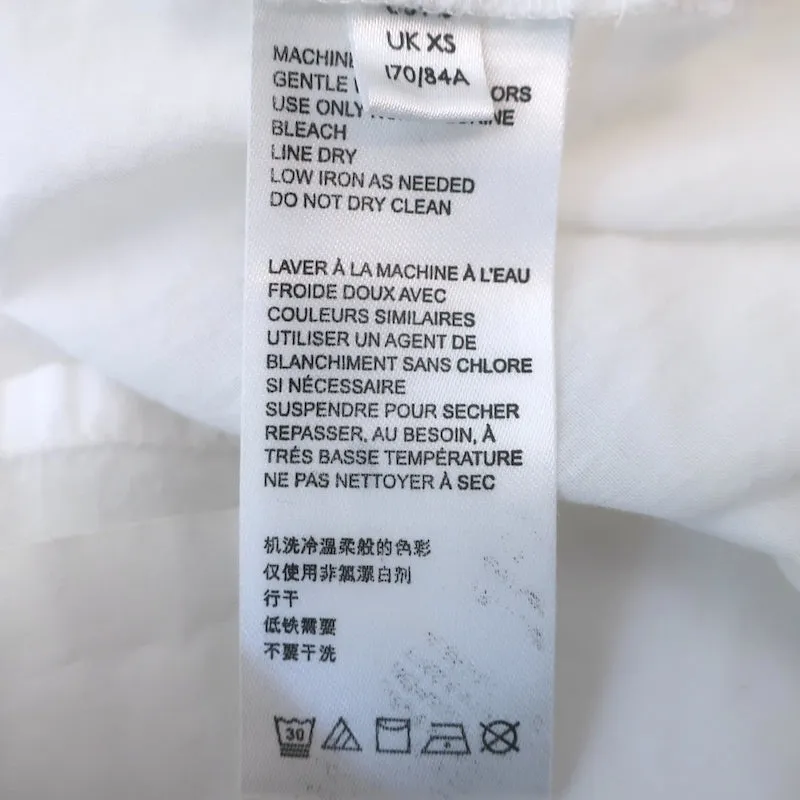 UK XS
170/84A
GENTLE
ORS
USE ONLY
BLEACH
LINE DRY
LOW IRON AS NEEDED
DO NOT DRY CLEAN
LAVER À LA MACHINE À L'EAU
FROIDE DOUX AVEC
COULEURS SIMILAIRES
UTILISER UN AGENT DE
BLANCHIMENT SANS CHLORE
SI NÉCESSAIRE
SUSPENDRE POUR SECHER
REPASSER, AU BESOIN, À
TRÉS BASSE TEMPÉRATURE
NE PAS NETTOYER À SEC
机洗冷温柔般的色彩
仅使用非氯漂白剂
行干
低铁需要
不要干洗
30